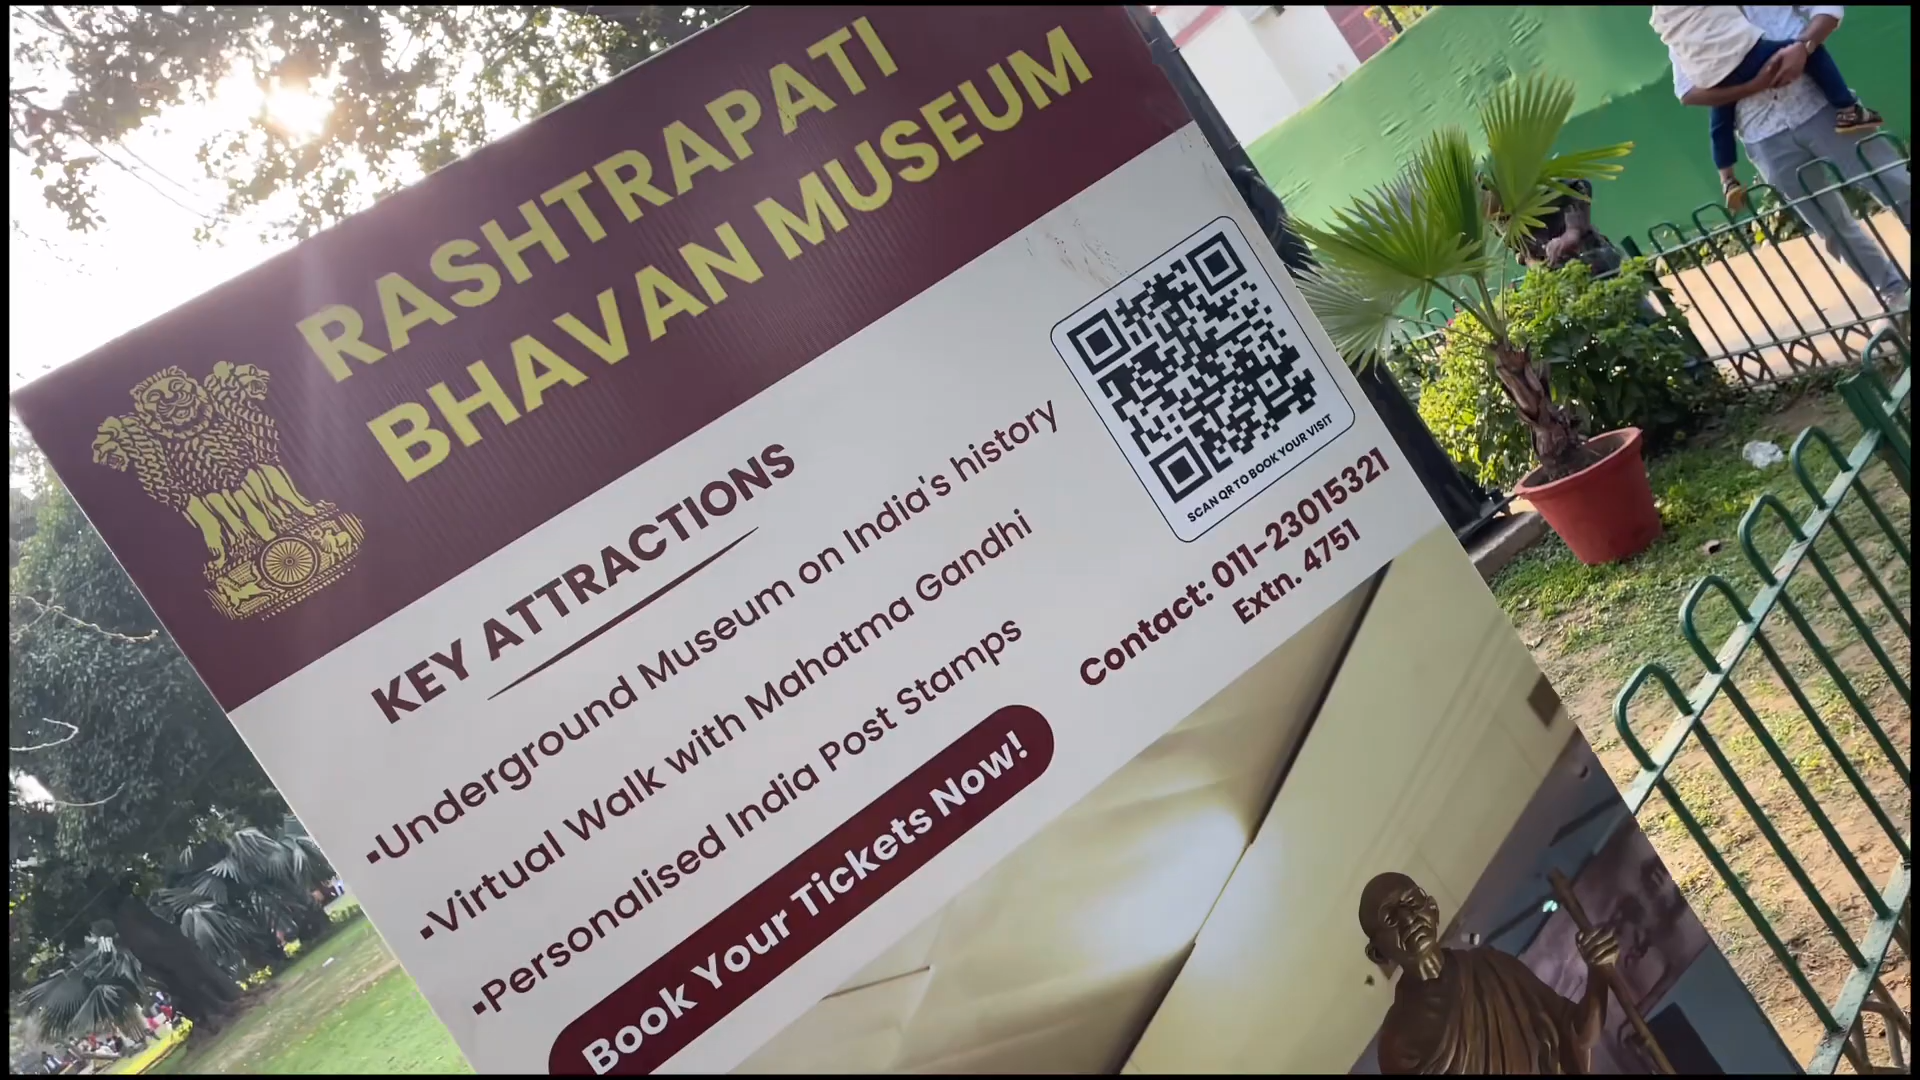 RASHTRAPATI
BHAVAN MUSEUM
KEY ATTRACTIONS
▪Underground Museum on India's history
▪Virtual Walk with Mahatma Gandhi
▪Personalised India Post Stamps
Book Your Tickets Now!
SCAN QR TO BOOK YOUR VISIT
Contact: 011-23015321
Extn. 4751